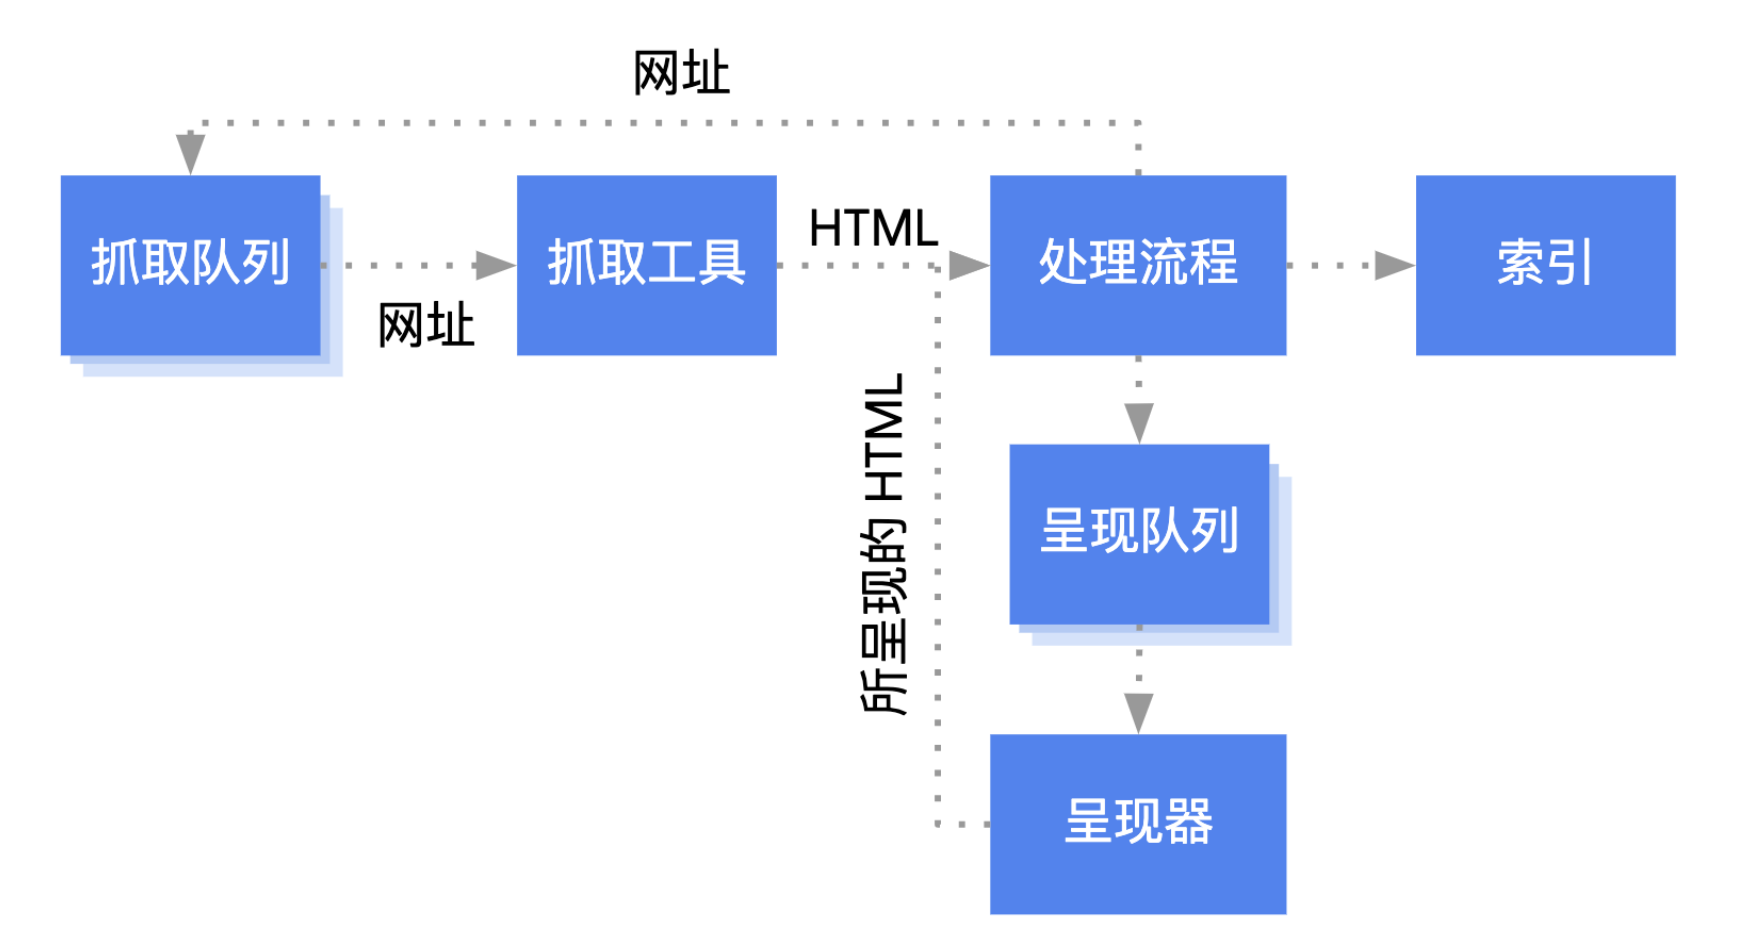 网址
抓取队列
网址
抓取工具
HTML
处理流程
索引
所呈现的 HTML
呈现队列
呈现器